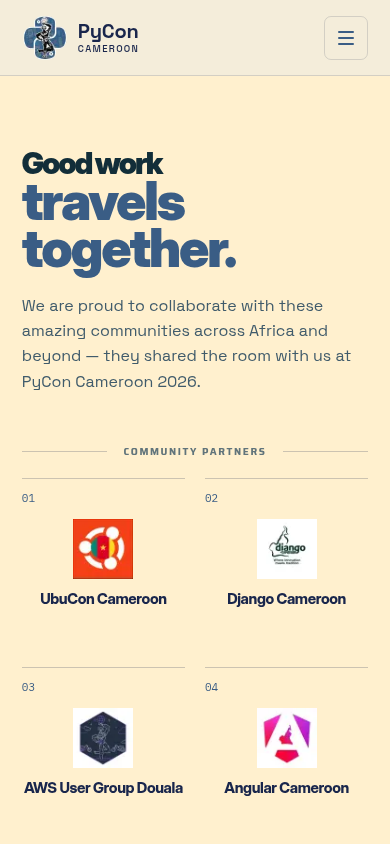 PyCon
CAMEROON
Good work
travels
together.
We are proud to collaborate with these
amazing communities across Africa and
beyond — they shared the room with us at
PyCon Cameroon 2026.
COMMUNITY PARTNERS
01
02
django
UbuCon Cameroon
Django Cameroon
03
04
AWS User Group Douala
Angular Cameroon